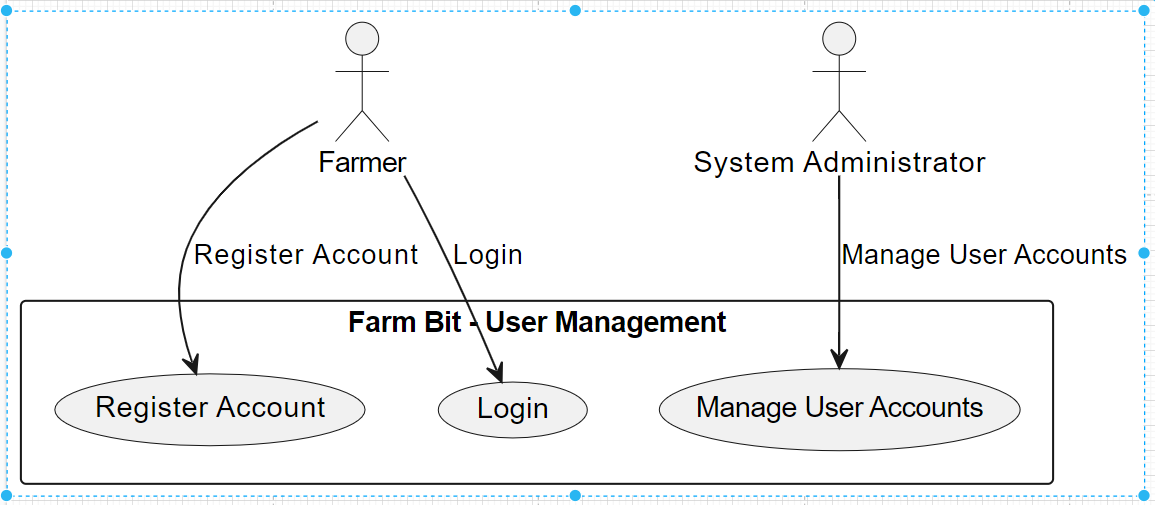 Farmer
System Administrator
Register Account
Login
Manage User Accounts
Farm Bit - User Management
Register Account
Login
Manage User Accounts